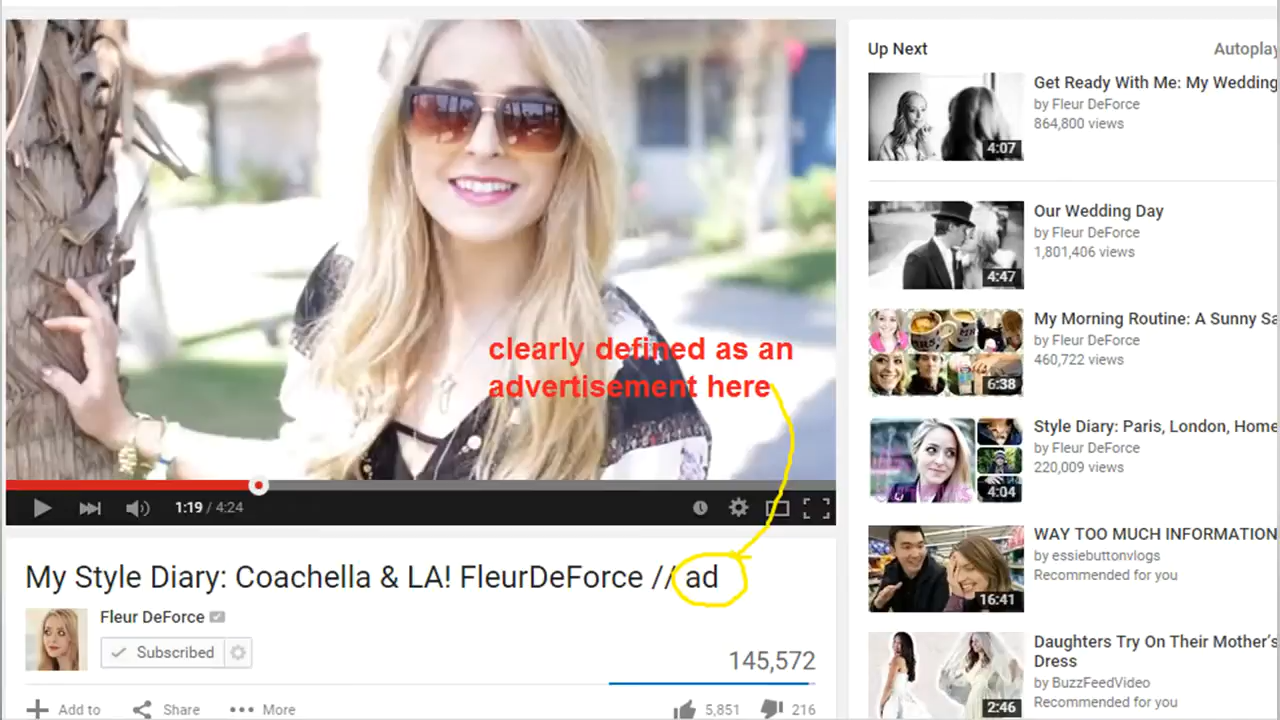 Up Next
Autoplay
Get Ready With Me: My Wedding
by Fleur DeForce
864,800 views
4:07
Our Wedding Day
by Fleur DeForce
1,801,406 views
4:47
My Morning Routine: A Sunny Sa
by Fleur DeForce
460,722 views
6:38
Style Diary: Paris, London, Home
by Fleur DeForce
220,009 views
4:04
WAY TOO MUCH INFORMATION
by essiebuttonvlogs
Recommended for you
16:41
Daughters Try On Their Mother's
Dress
by BuzzFeedVideo
Recommended for you
2:46
clearly defined as an
advertisement here
1:19 / 4:24
My Style Diary: Coachella & LA! FleurDeForce // ad
Fleur DeForce
Subscribed
145,572
Add to
Share
More
5,851
216